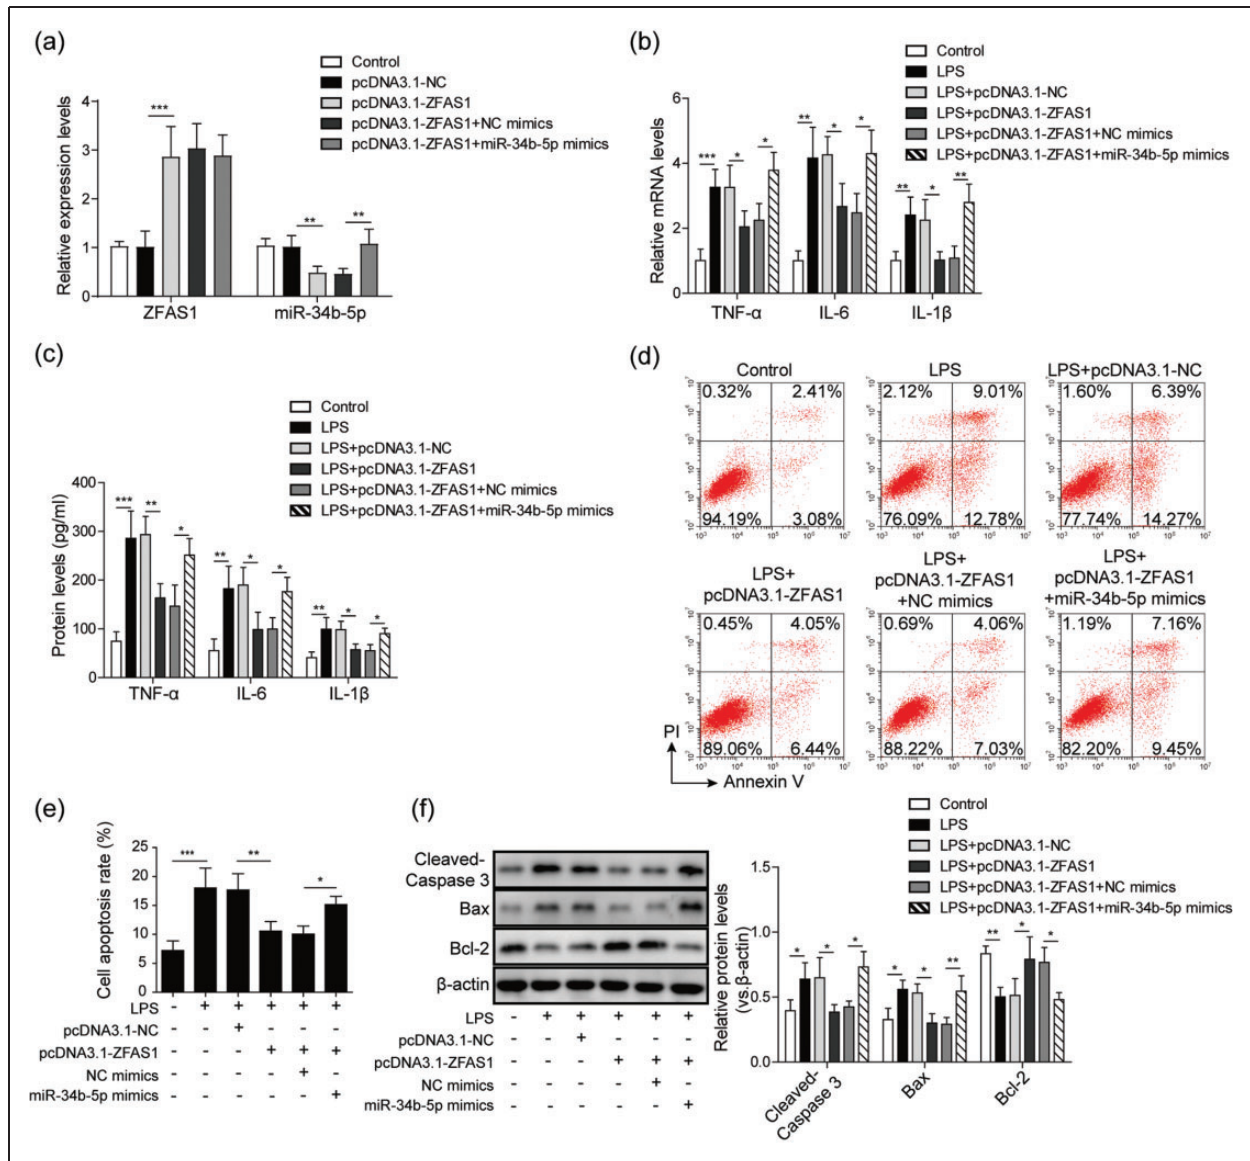 (a)
Control
pcDNA3.1-NC
pcDNA3.1-ZFAS1
pcDNA3.1-ZFAS1+NC mimics
pcDNA3.1-ZFAS1+miR-34b-5p mimics
Relative expression levels
4
3
2
1
0
***
**
**
ZFAS1
miR-34b-5p
(b)
Control
LPS
LPS+pcDNA3.1-NC
LPS+pcDNA3.1-ZFAS1
LPS+pcDNA3.1-ZFAS1+NC mimics
LPS+pcDNA3.1-ZFAS1+miR-34b-5p mimics
Relative mRNA levels
6
4
2
0
*** * *
** * *
** * **
TNF-α
IL-6
IL-1β
(c)
Control
LPS
LPS+pcDNA3.1-NC
LPS+pcDNA3.1-ZFAS1
LPS+pcDNA3.1-ZFAS1+NC mimics
LPS+pcDNA3.1-ZFAS1+miR-34b-5p mimics
Protein levels (pg/ml)
400
300
200
100
0
*** ** *
** * *
** * *
TNF-α
IL-6
IL-1β
(d)
Control
0.32% 2.41%
94.19% 3.08%
LPS
2.12% 9.01%
76.09% 12.78%
LPS+pcDNA3.1-NC
1.60% 6.39%
77.74% 14.27%
LPS+
pcDNA3.1-ZFAS1
0.45% 4.05%
89.06% 6.44%
LPS+
pcDNA3.1-ZFAS1
+NC mimics
0.69% 4.06%
88.22% 7.03%
LPS+
pcDNA3.1-ZFAS1
+miR-34b-5p mimics
1.19% 7.16%
82.20% 9.45%
PI
Annexin V
(e)
Cell apoptosis rate (%)
25
20
15
10
5
0
*** ** *
LPS - + + + + +
pcDNA3.1-NC - - + - - -
pcDNA3.1-ZFAS1 - - - + + +
NC mimics - - - - + -
miR-34b-5p mimics - - - - - +
(f)
Cleaved-
Caspase 3
Bax
Bcl-2
β-actin
LPS - + + + + +
pcDNA3.1-NC - - + - - -
pcDNA3.1-ZFAS1 - - - + + +
NC mimics - - - - + -
miR-34b-5p mimics - - - - - +
Control
LPS
LPS+pcDNA3.1-NC
LPS+pcDNA3.1-ZFAS1
LPS+pcDNA3.1-ZFAS1+NC mimics
LPS+pcDNA3.1-ZFAS1+miR-34b-5p mimics
Relative protein levels
(vs.β-actin)
1.5
1.0
0.5
0.0
* * *
* * **
** * *
Cleaved-
Caspase 3
Bax
Bcl-2